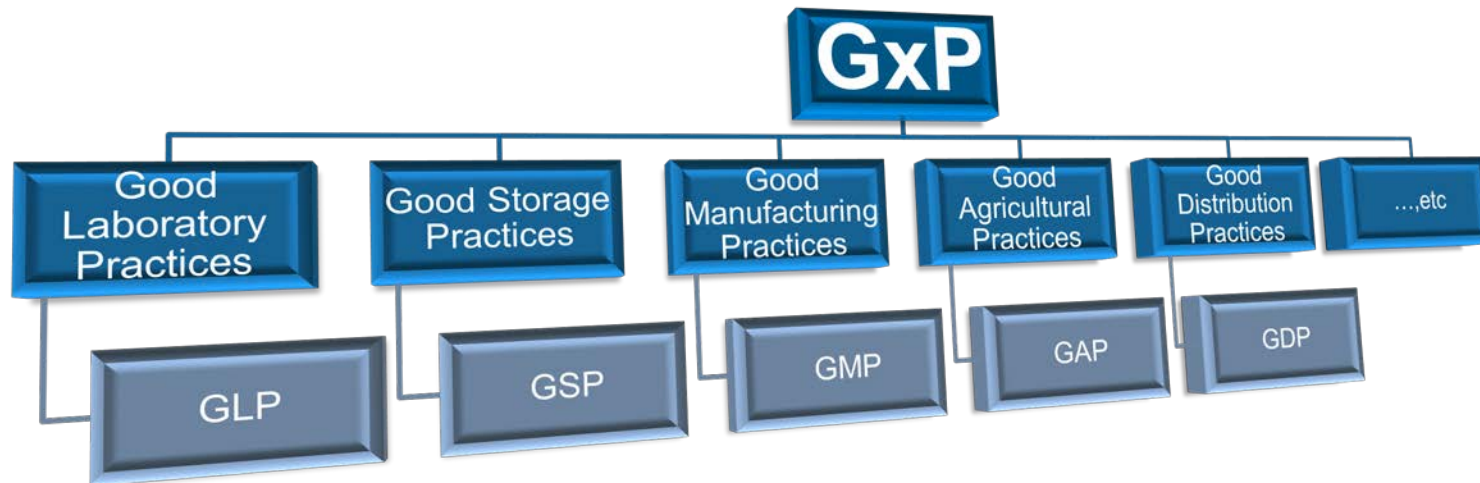 GxP
Good
Laboratory
Practices
Good Storage
Practices
Good
Manufacturing
Practices
Good
Agricultural
Practices
Good
Distribution
Practices
...,etc
GLP
GSP
GMP
GAP
GDP